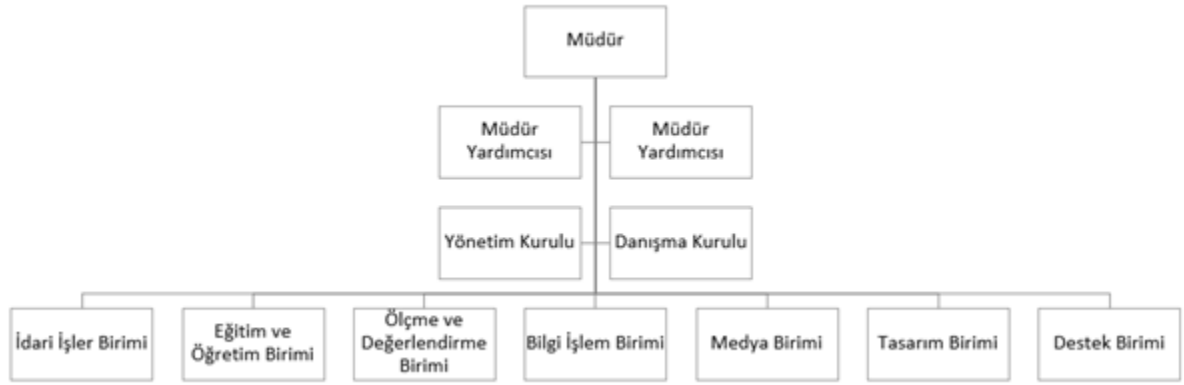 Müdür
Müdür
Yardımcısı
Müdür
Yardımcısı
Yönetim Kurulu
Danışma Kurulu
İdari İşler Birimi
Eğitim ve
Öğretim Birimi
Ölçme ve
Değerlendirme
Birimi
Bilgi İşlem Birimi
Medya Birimi
Tasarım Birimi
Destek Birimi